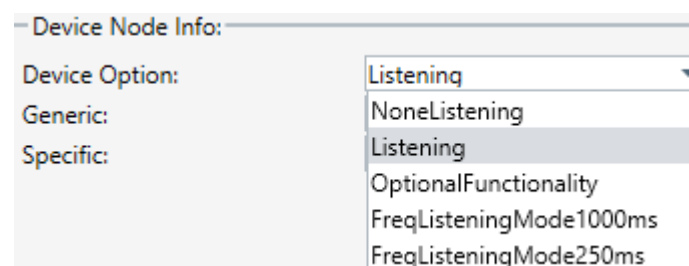 Device Node Info:
Device Option:
Listening
Generic:
NoneListening
Specific:
Listening
OptionalFunctionality
FreqListeningMode1000ms
FreqListeningMode250ms